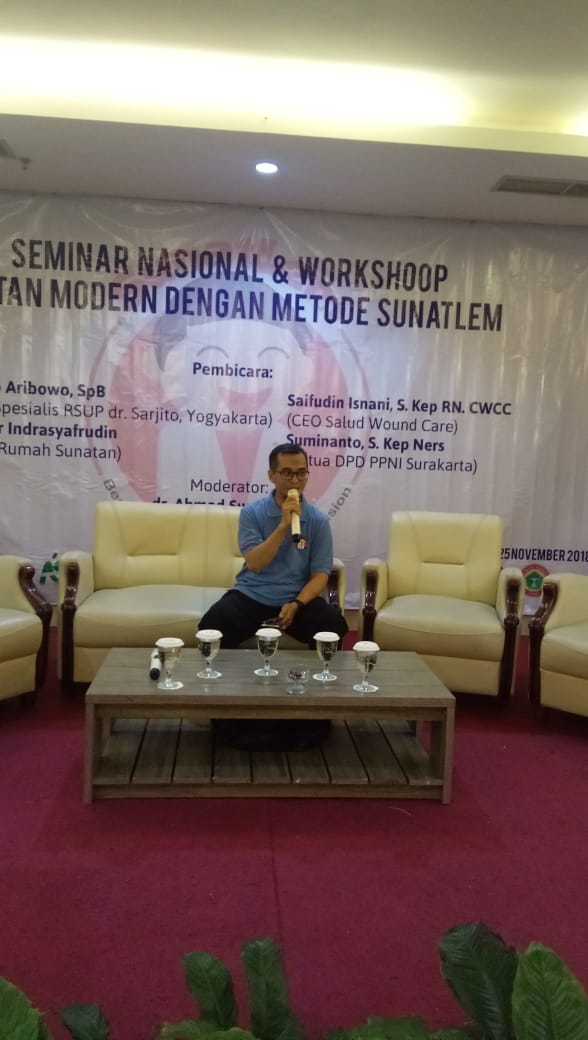 SEMINAR NASIONAL & WORKSHOOP
TAN MODERN DENGAN METODE SUNATLEM
Pembicara:
Aribowo, SpB
Spesialis RSUP dr. Sarjito, Yogyakarta)
Indrasyafrudin
Rumah Sunatan)
Saifudin Isnani, S. Kep RN. CWCC
(CEO Salud Wound Care)
Suminanto, S. Kep Ners
tua DPD PPNI Surakarta)
Moderator:
dr. Ahmad Su
25 NOVEMBER 2018